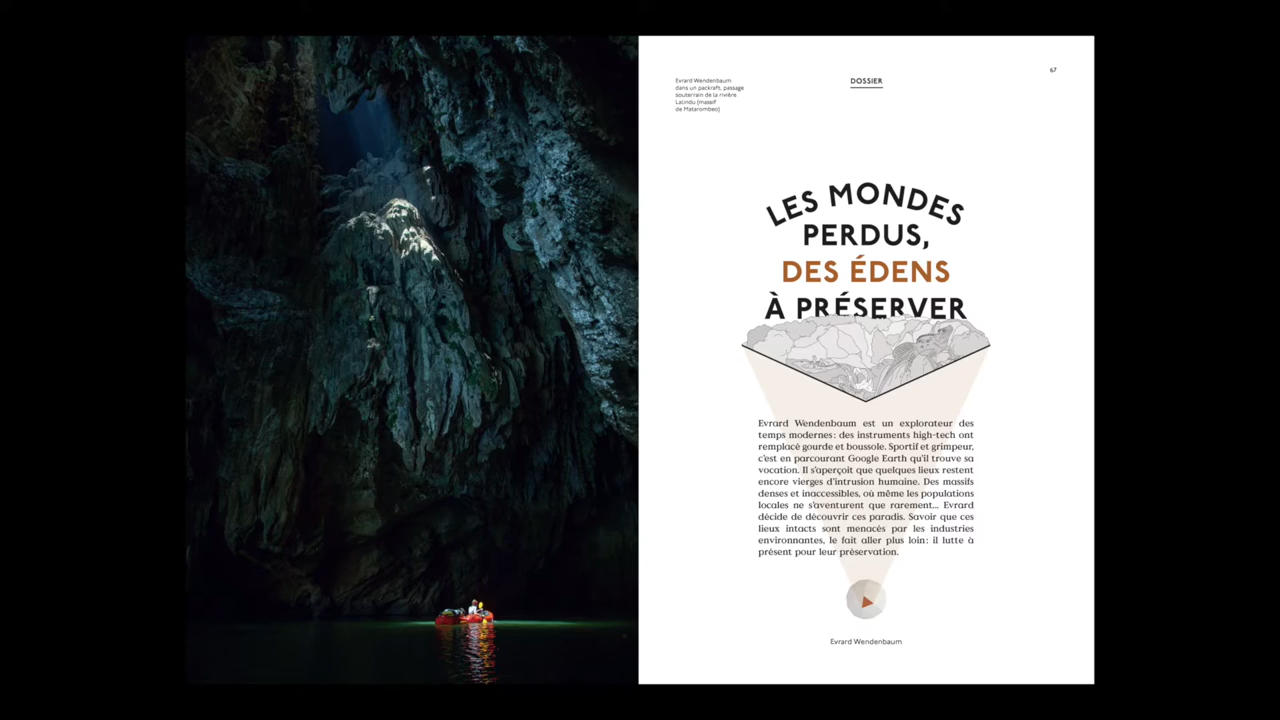 Evrard Wendenbaum
dans un packraft, passage
souterrain de la rivière
Lalindu (massif
de Matarombeo)
DOSSIER
67
LES MONDES
PERDUS,
DES ÉDENS
À PRÉSERVER
Evrard Wendenbaum est un explorateur des
temps modernes : des instruments high-tech ont
remplacé gourde et boussole. Sportif et grimpeur,
c'est en parcourant Google Earth qu'il trouve sa
vocation. Il s'aperçoit que quelques lieux restent
encore vierges d'intrusion humaine. Des massifs
denses et inaccessibles, où même les populations
locales ne s'aventurent que rarement... Evrard
décide de découvrir ces paradis. Savoir que ces
lieux intacts sont menacés par les industries
environnantes, le fait aller plus loin : il lutte à
présent pour leur préservation.
Evrard Wendenbaum